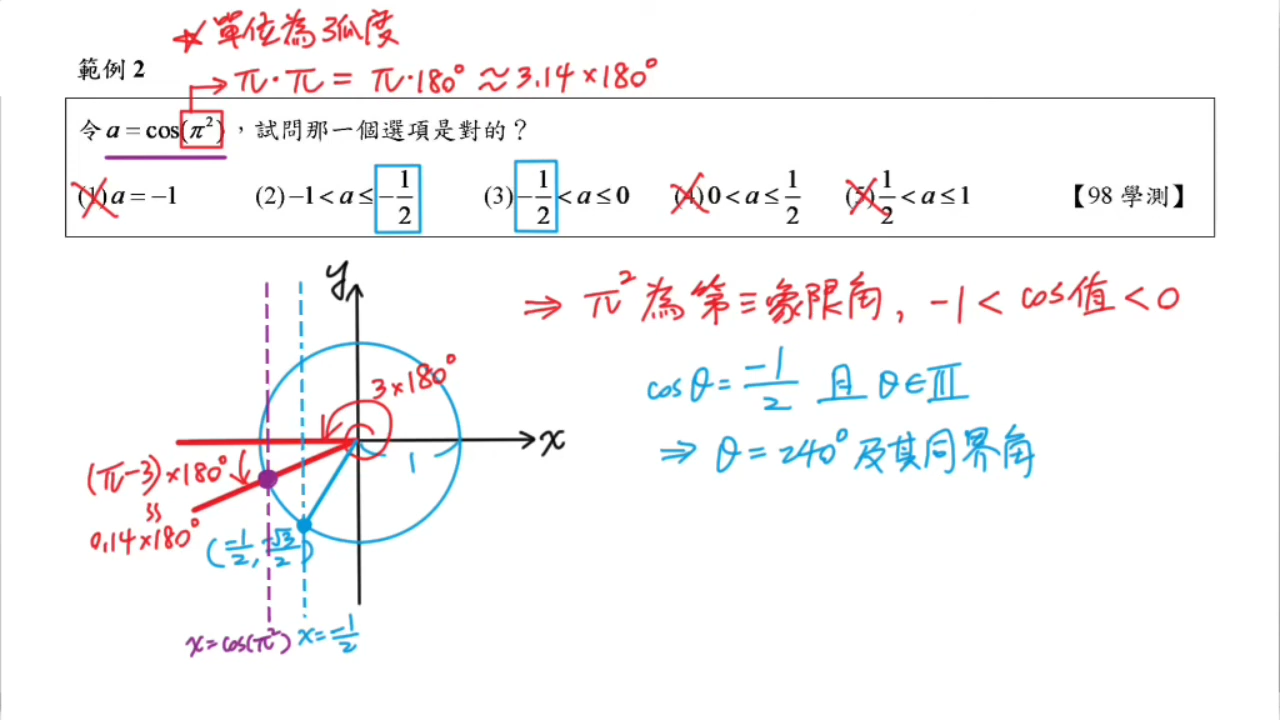 ★單位為弧度
範例 2
π·π = π·180° ≈ 3.14×180°
令 a = cos(π²),試問那一個選項是對的?
(1) a = −1 (2) −1 < a ≤ −1/2 (3) −1/2 < a ≤ 0 (4) 0 < a ≤ 1/2 (5) 1/2 < a ≤ 1 【98 學測】
⇒ π² 為第三象限角, -1 < cos值 < 0
y
3×180°
cosθ = -1/2 且 θ∈Ⅲ
x
1
⇒ θ = 240° 及其同界角
(π-3)×180°
≈
0.14×180°
(-1/2, -√3/2)
x=cos(π²) x=-1/2